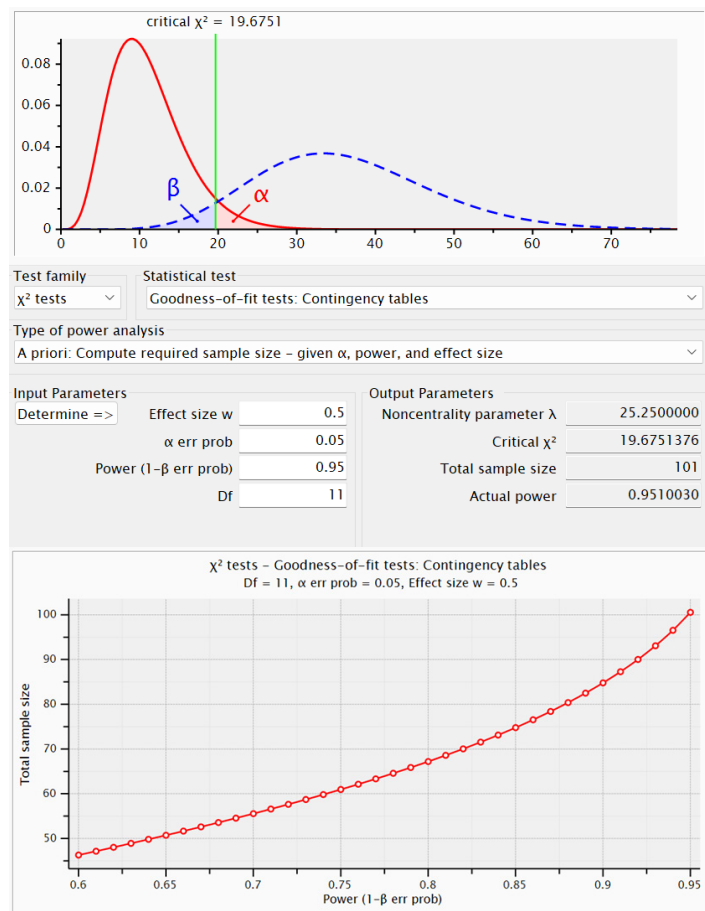 critical χ² = 19.6751
0.08
0.06
0.04
0.02
0
β
α
0 10 20 30 40 50 60 70
Test family
Statistical test
χ² tests
Goodness-of-fit tests: Contingency tables
Type of power analysis
A priori: Compute required sample size – given α, power, and effect size
Input Parameters
Output Parameters
Determine =>
Effect size w 0.5
Noncentrality parameter λ 25.2500000
α err prob 0.05
Critical χ² 19.6751376
Power (1-β err prob) 0.95
Total sample size 101
Df 11
Actual power 0.9510030
χ² tests – Goodness-of-fit tests: Contingency tables
Df = 11, α err prob = 0.05, Effect size w = 0.5
Total sample size
100
90
80
70
60
50
0.6 0.65 0.7 0.75 0.8 0.85 0.9 0.95
Power (1-β err prob)